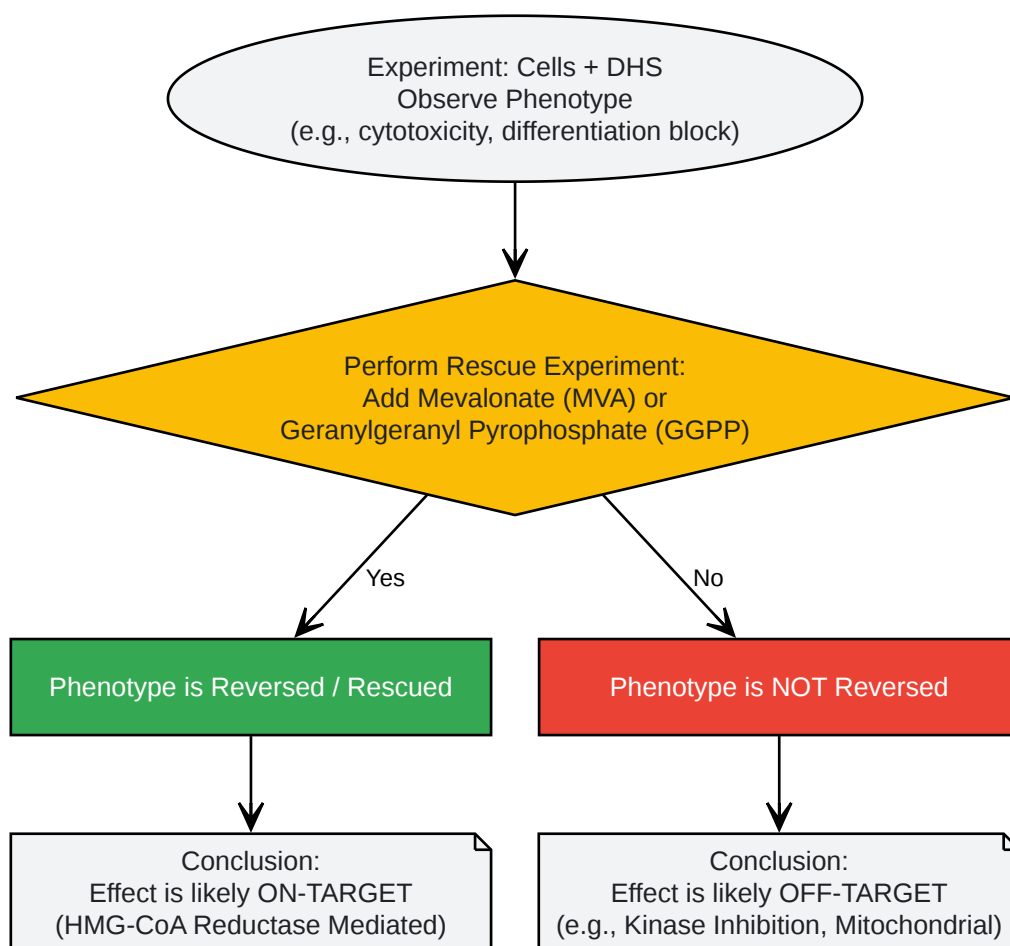 Experiment: Cells + DHS
Observe Phenotype
(e.g., cytotoxicity, differentiation block)
Perform Rescue Experiment:
Add Mevalonate (MVA) or
Geranylgeranyl Pyrophosphate (GGPP)
Yes
No
Phenotype is Reversed / Rescued
Phenotype is NOT Reversed
Conclusion:
Effect is likely ON-TARGET
(HMG-CoA Reductase Mediated)
Conclusion:
Effect is likely OFF-TARGET
(e.g., Kinase Inhibition, Mitochondrial)